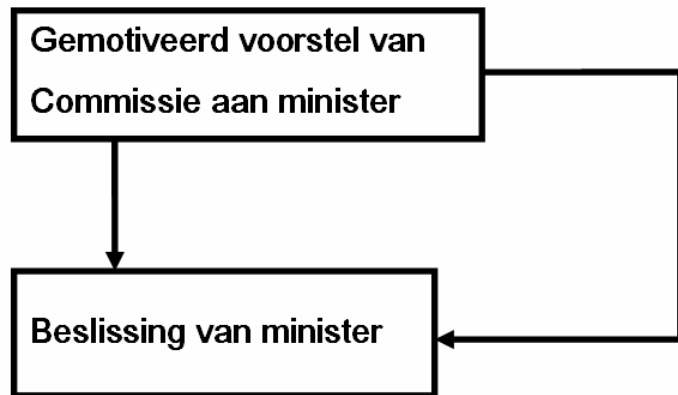 Gemotiveerd voorstel van
Commissie aan minister
Beslissing van minister